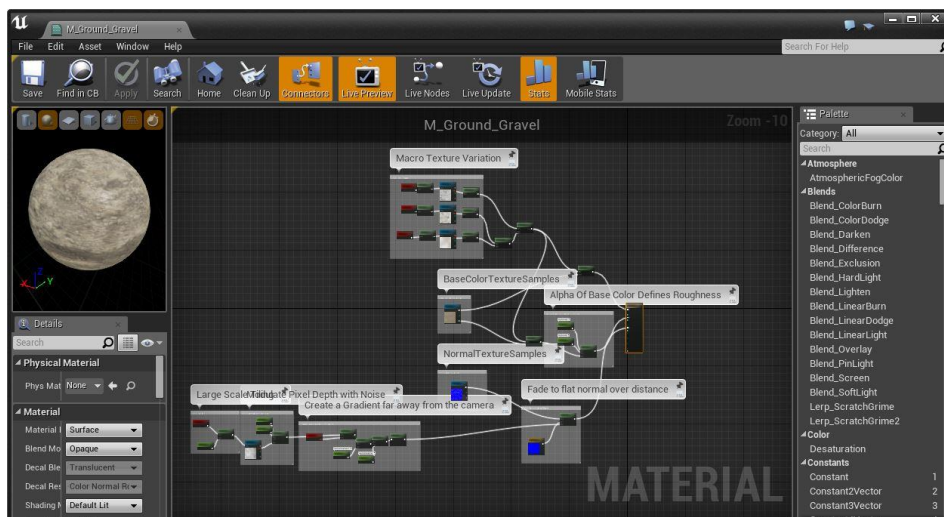 M_Ground_Gravel
File Edit Asset Window Help
Search For Help
Save Find in CB Apply Search Home Clean Up Connectors Live Preview Live Nodes Live Update Stats Mobile Stats
M_Ground_Gravel
Zoom -10
Macro Texture Variation
BaseColorTextureSamples
Alpha Of Base Color Defines Roughness
NormalTextureSamples
Fade to flat normal over distance
Large Scale
Pixel Depth with Noise
Create a Gradient far away from the camera
MATERIAL
Z
Y
X
Details
Search
Physical Material
Phys Mat None
Material
Material Surface
Blend Mo Opaque
Decal Ble Translucent
Decal Res Color Normal R
Shading M Default Lit
Palette
Category: All
Search
Atmosphere
AtmosphericFogColor
Blends
Blend_ColorBurn
Blend_ColorDodge
Blend_Darken
Blend_Difference
Blend_Exclusion
Blend_HardLight
Blend_Lighten
Blend_LinearBurn
Blend_LinearDodge
Blend_LinearLight
Blend_Overlay
Blend_PinLight
Blend_Screen
Blend_SoftLight
Lerp_ScratchGrime
Lerp_ScratchGrime2
Color
Desaturation
Constants
Constant 1
Constant2Vector 2
Constant3Vector 3